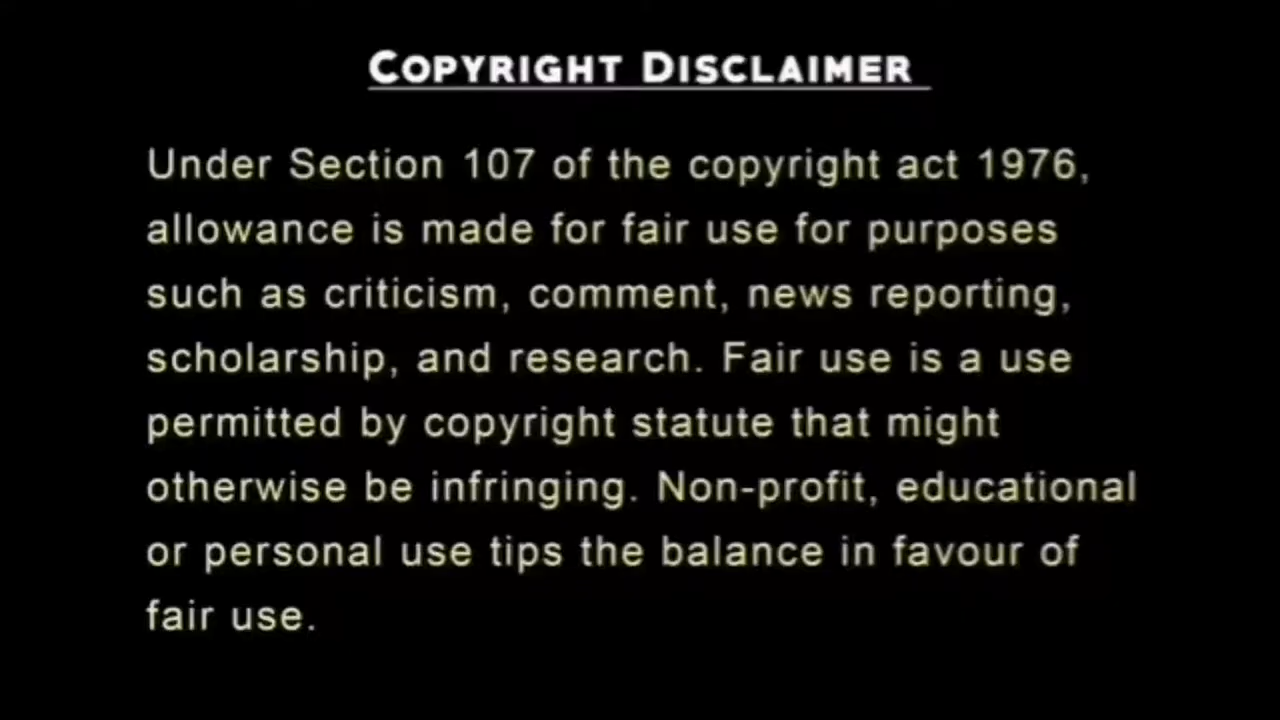 COPYRIGHT DISCLAIMER
Under Section 107 of the copyright act 1976,
allowance is made for fair use for purposes
such as criticism, comment, news reporting,
scholarship, and research. Fair use is a use
permitted by copyright statute that might
otherwise be infringing. Non-profit, educational
or personal use tips the balance in favour of
fair use.